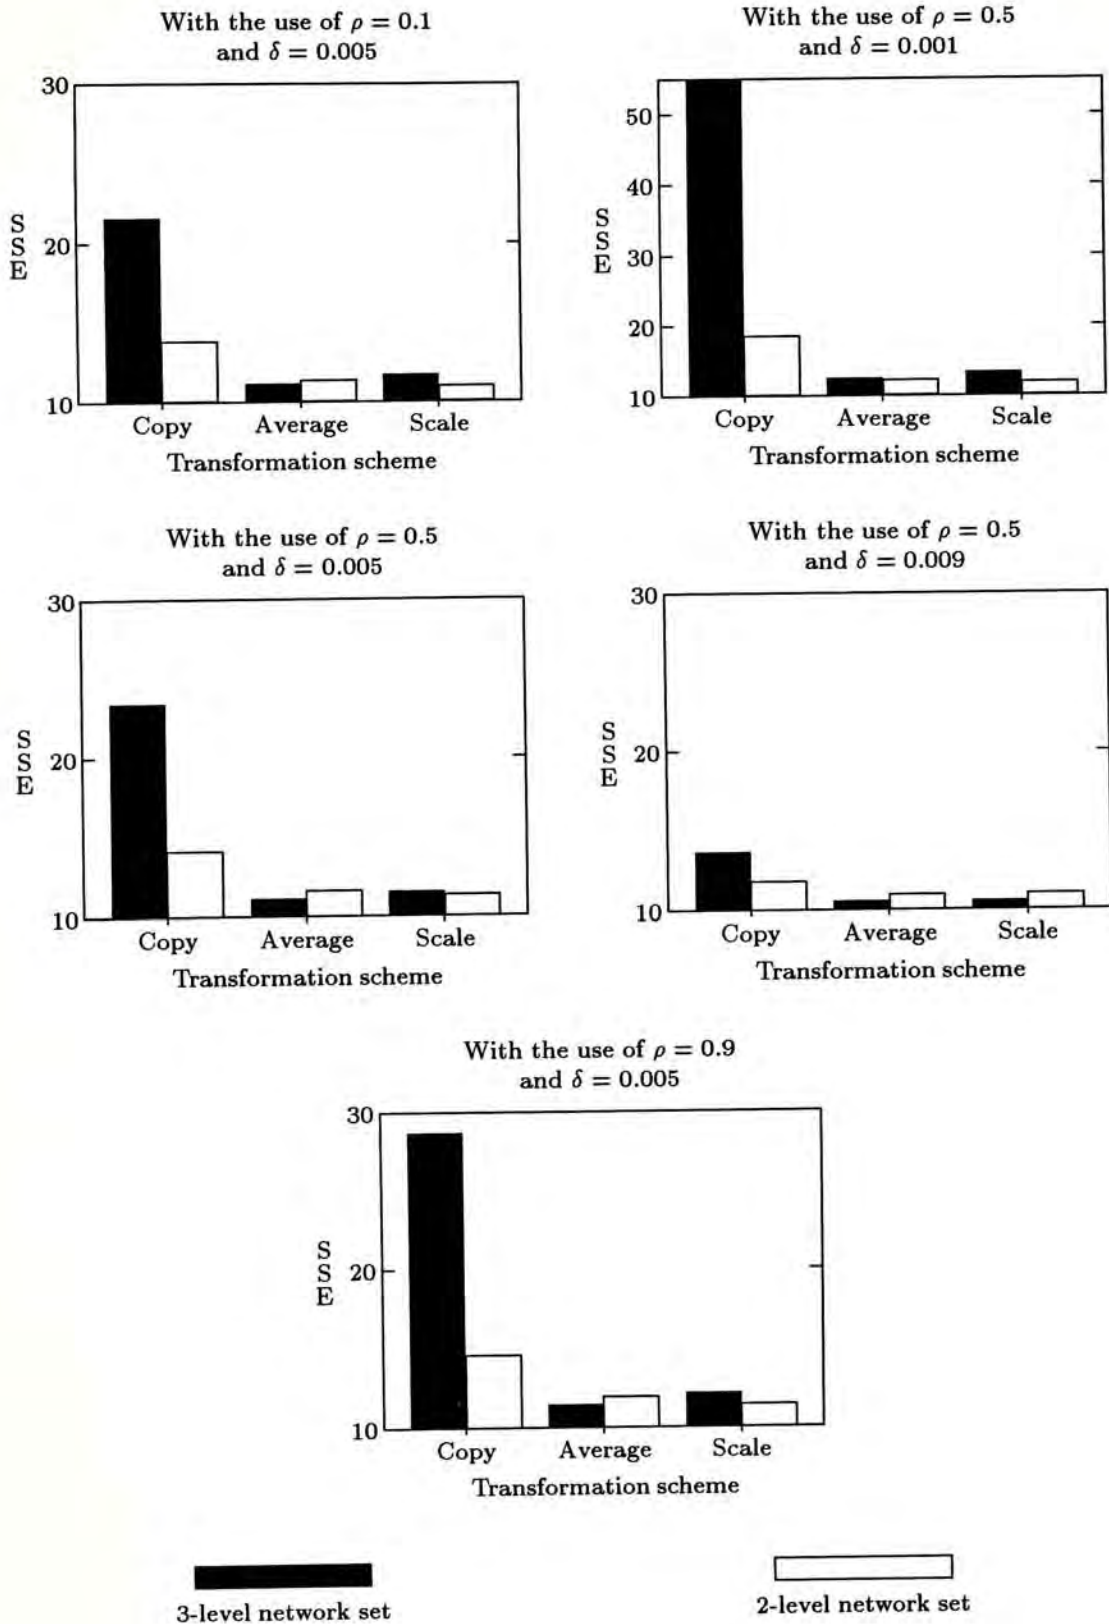 With the use of ρ = 0.1
and δ = 0.005
30
20
10
S
S
E
Copy Average Scale
Transformation scheme
With the use of ρ = 0.5
and δ = 0.001
50
40
30
20
10
S
S
E
Copy Average Scale
Transformation scheme
With the use of ρ = 0.5
and δ = 0.005
30
20
10
S
S
E
Copy Average Scale
Transformation scheme
With the use of ρ = 0.5
and δ = 0.009
30
20
10
S
S
E
Copy Average Scale
Transformation scheme
With the use of ρ = 0.9
and δ = 0.005
30
20
10
S
S
E
Copy Average Scale
Transformation scheme
3-level network set
2-level network set